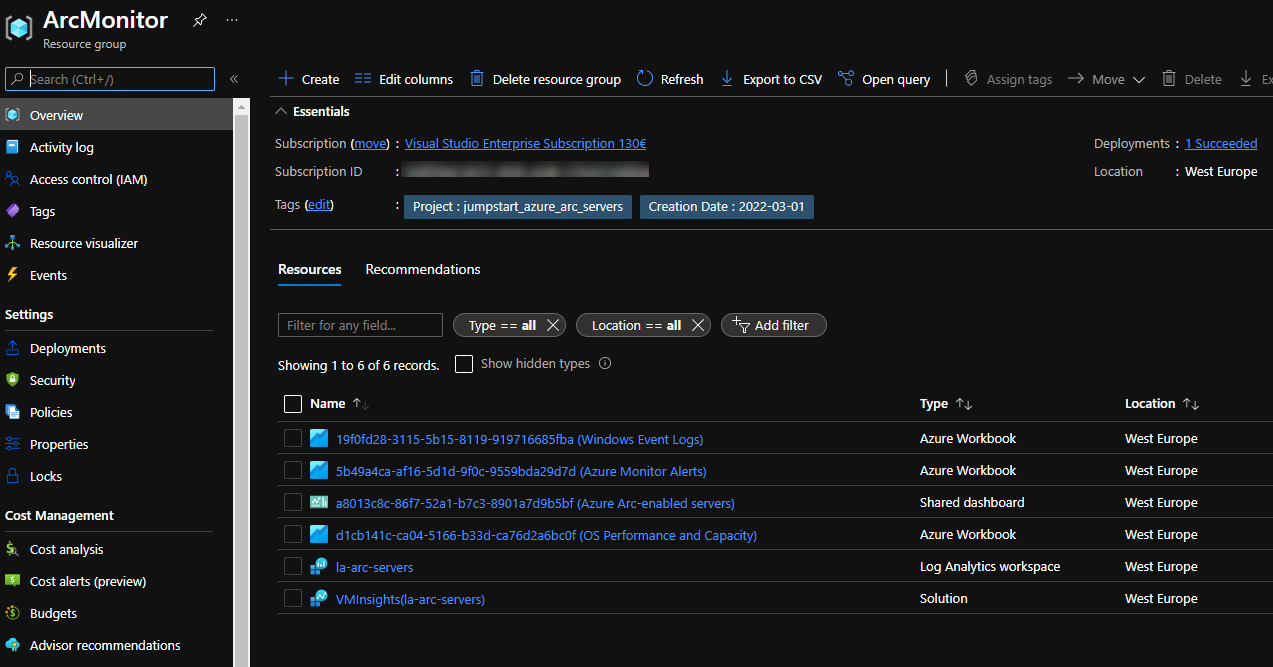 ArcMonitor
Resource group
Search (Ctrl+/)
Overview
Activity log
Access control (IAM)
Tags
Resource visualizer
Events
Settings
Deployments
Security
Policies
Properties
Locks
Cost Management
Cost analysis
Cost alerts (preview)
Budgets
Advisor recommendations
Create Edit columns Delete resource group Refresh Export to CSV Open query Assign tags Move Delete
Essentials
Subscription (move) : Visual Studio Enterprise Subscription 130€
Deployments : 1 Succeeded
Subscription ID :
Location : West Europe
Tags (edit) : Project : jumpstart_azure_arc_servers Creation Date : 2022-03-01
Resources Recommendations
Filter for any field... Type == all Location == all Add filter
Showing 1 to 6 of 6 records. Show hidden types
Name Type Location
19f0fd28-3115-5b15-8119-919716685fba (Windows Event Logs) Azure Workbook West Europe
5b49a4ca-af16-5d1d-9f0c-9559bda29d7d (Azure Monitor Alerts) Azure Workbook West Europe
a8013c8c-86f7-52a1-b7c3-8901a7d9b5bf (Azure Arc-enabled servers) Shared dashboard West Europe
d1cb141c-ca04-5166-b33d-ca76d2a6bc0f (OS Performance and Capacity) Azure Workbook West Europe
la-arc-servers Log Analytics workspace West Europe
VMInsights(la-arc-servers) Solution West Europe